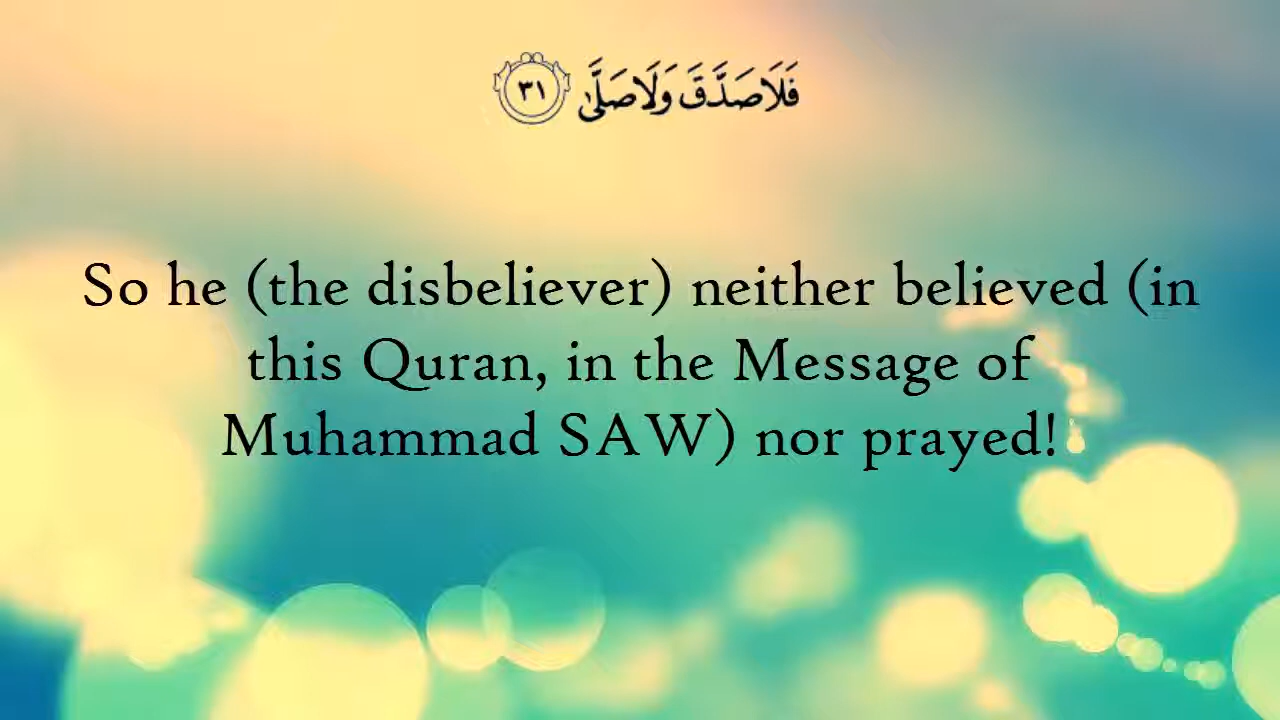 فَلَا صَدَّقَ وَلَا صَلَّىٰ ٣١
So he (the disbeliever) neither believed (in
this Quran, in the Message of
Muhammad SAW) nor prayed!